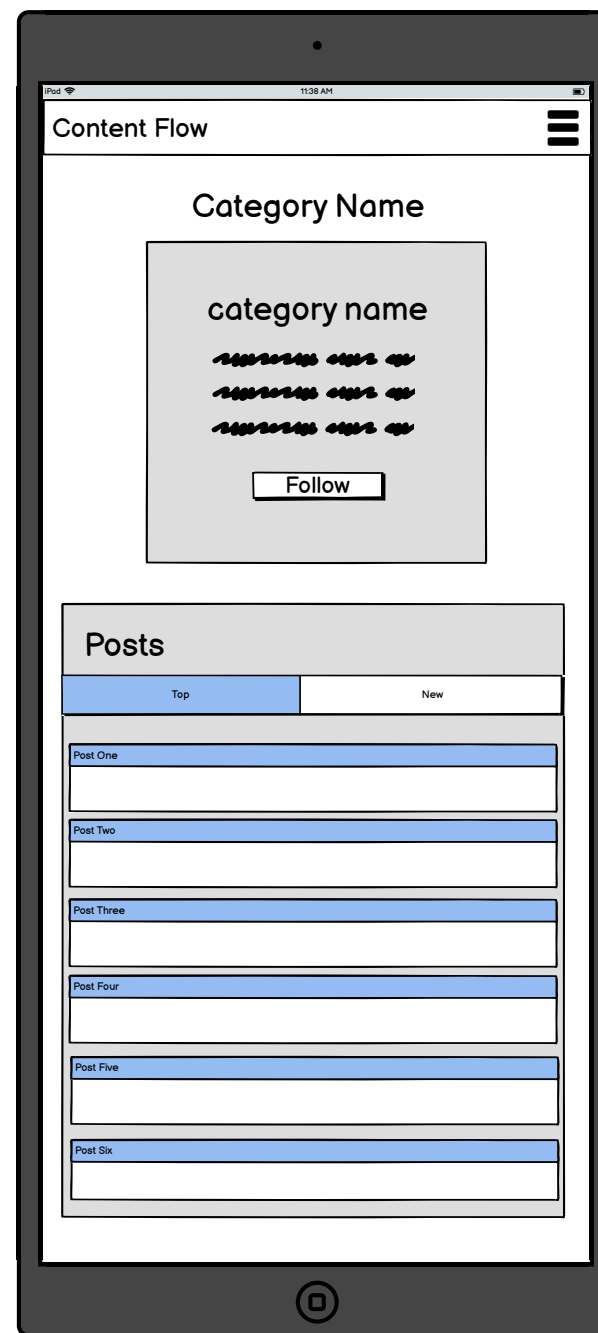 iPad 11:38 AM
Content Flow
Category Name
category name
Follow
Posts
Top New
Post One
Post Two
Post Three
Post Four
Post Five
Post Six